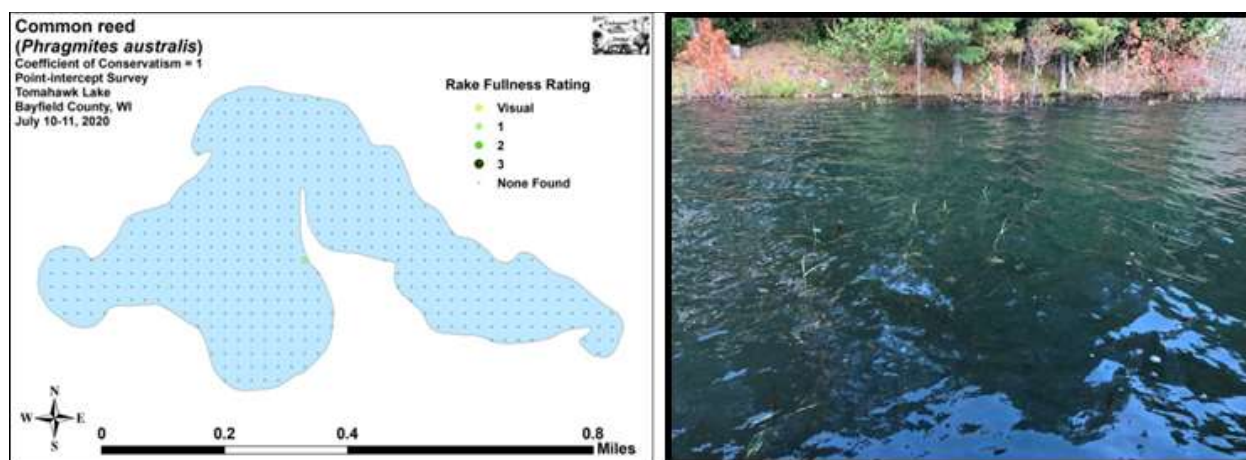 Common reed
(Phragmites australis)
Coefficient of Conservatism = 1
Point-intercept Survey
Tomahawk Lake
Bayfield County, WI
July 10-11, 2020
Rake Fullness Rating
Visual
1
2
3
None Found
N
W E
S
0 0.2 0.4 0.8
Miles